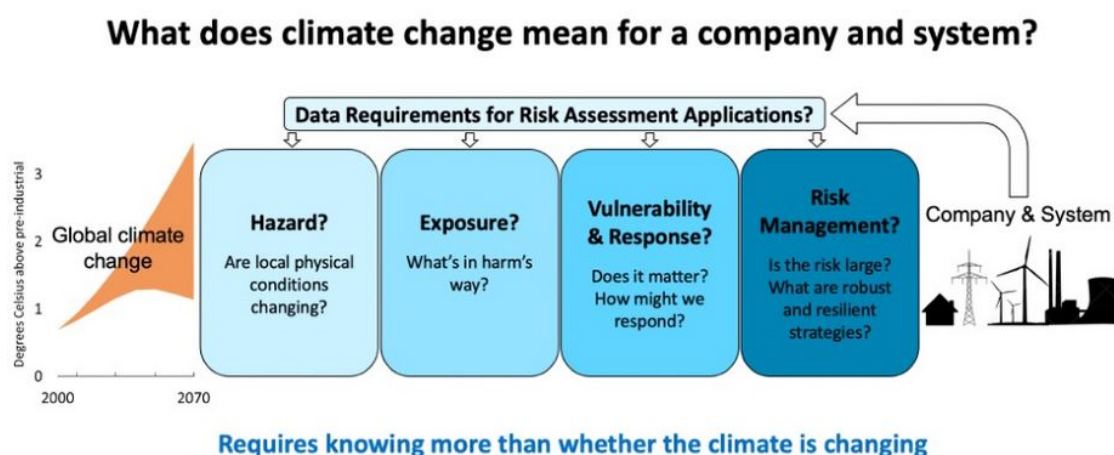 What does climate change mean for a company and system?
Data Requirements for Risk Assessment Applications?
Degrees Celsius above pre-industrial
3
2
1
0
2000
2070
Global climate
change
Hazard?
Are local physical
conditions
changing?
Exposure?
What's in harm's
way?
Vulnerability
& Response?
Does it matter?
How might we
respond?
Risk
Management?
Is the risk large?
What are robust
and resilient
strategies?
Company & System
Requires knowing more than whether the climate is changing